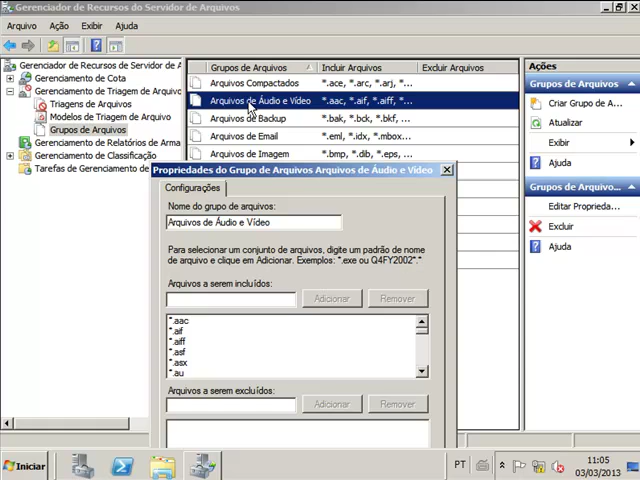 Gerenciador de Recursos do Servidor de Arquivos
Arquivo Ação Exibir Ajuda
Gerenciador de Recursos do Servidor de A
Gerenciamento de Cota
Gerenciamento de Triagem de Arquivo
Triagens de Arquivos
Modelos de Triagem de Arquivo
Grupos de Arquivos
Gerenciamento de Relatórios de Arma
Gerenciamento de Classificação
Tarefas de Gerenciamento de
Grupos de Arquivos Incluir Arquivos Excluir Arquivos
Arquivos Compactados *.ace, *.arc, *.arj, *...
Arquivos de Áudio e Vídeo *.aac, *.aif, *.aiff, *...
Arquivos de Backup *.bak, *.bck, *.bkf, ...
Arquivos de Email *.eml, *.idx, *.mbox...
Arquivos de Imagem *.bmp, *.dib, *.eps, ...
Ações
Grupos de Arquivos
Criar Grupo de A...
Atualizar
Exibir
Ajuda
Grupos de Arquivo...
Editar Proprieda...
Excluir
Ajuda
Propriedades do Grupo de Arquivos Arquivos de Áudio e Vídeo
Configurações
Nome do grupo de arquivos:
Arquivos de Áudio e Vídeo
Para selecionar um conjunto de arquivos, digite um padrão de nome
de arquivo e clique em Adicionar. Exemplos: *.exe ou Q4FY2002*.*
Arquivos a serem incluídos:
Adicionar Remover
*.aac
*.aif
*.aiff
*.asf
*.asx
*.au
Arquivos a serem excluídos:
Adicionar Remover
Iniciar
PT
11:05
03/03/2013